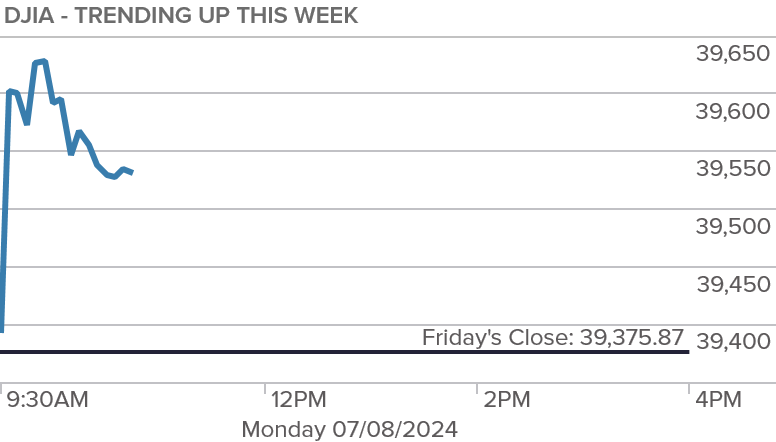 DJIA - TRENDING UP THIS WEEK
39,650
39,600
39,550
39,500
39,450
Friday's Close: 39,375.87
39,400
9:30AM 12PM 2PM 4PM
Monday 07/08/2024